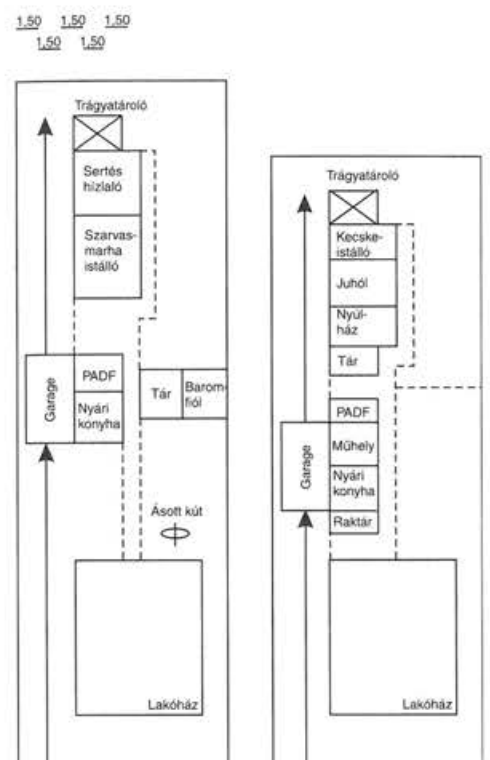 1,50 1,50 1,50
1,50 1,50
Trágyatároló
Sertés
hízlaló
Szarvas-
marha
istálló
Garage
PADF
Nyári
konyha
Tár
Barom-
fiól
Ásott kút
Lakóház
Trágyatároló
Kecske-
istálló
Juhól
Nyúl-
ház
Tár
PADF
Garage
Műhely
Nyári
konyha
Raktár
Lakóház